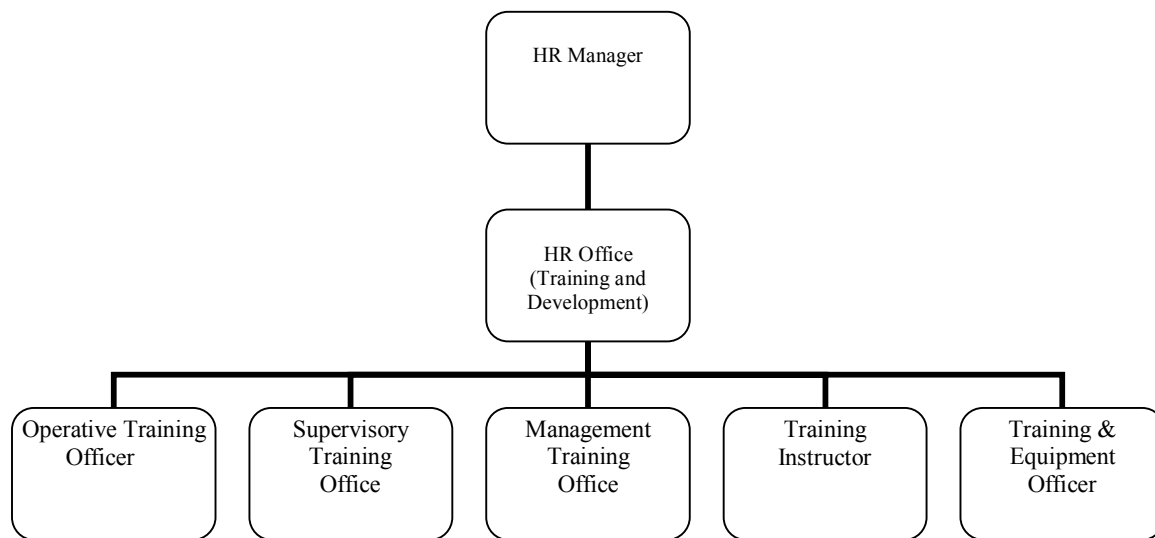 HR Manager
HR Office
(Training and
Development)
Operative Training
Officer
Supervisory
Training
Office
Management
Training
Office
Training
Instructor
Training &
Equipment
Officer